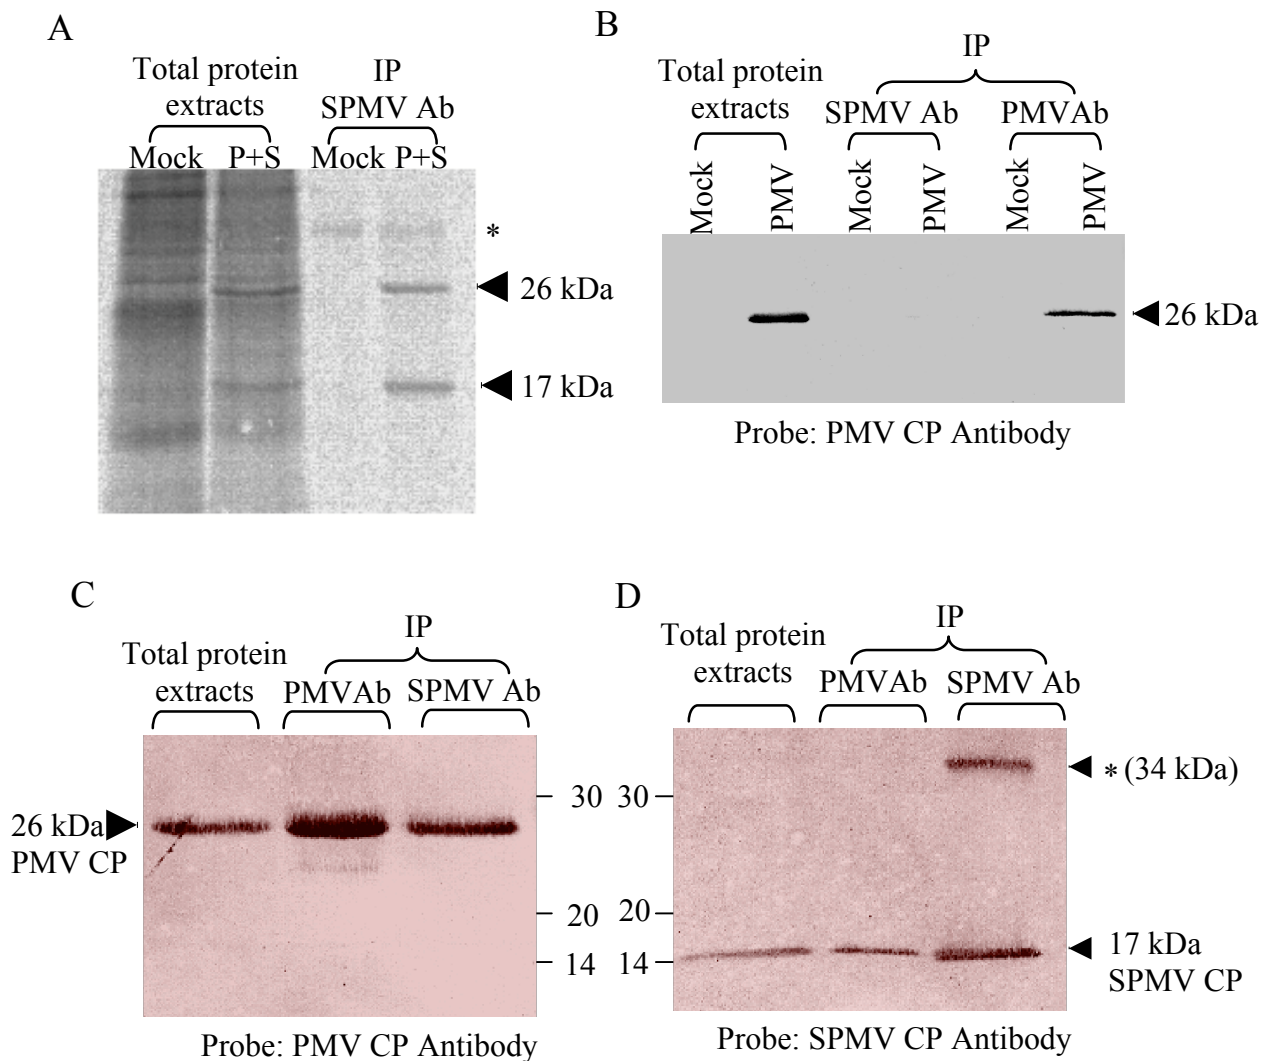 A
Total protein
extracts
IP
SPMV Ab
Mock P+S Mock P+S
*
26 kDa
17 kDa
B
IP
Total protein
extracts
SPMV Ab PMVAb
Mock PMV Mock PMV Mock PMV
26 kDa
Probe: PMV CP Antibody
C
IP
Total protein
extracts
PMVAb SPMV Ab
26 kDa
PMV CP
30
20
14
Probe: PMV CP Antibody
D
IP
Total protein
extracts
PMVAb SPMV Ab
* (34 kDa)
30
20
14
17 kDa
SPMV CP
Probe: SPMV CP Antibody